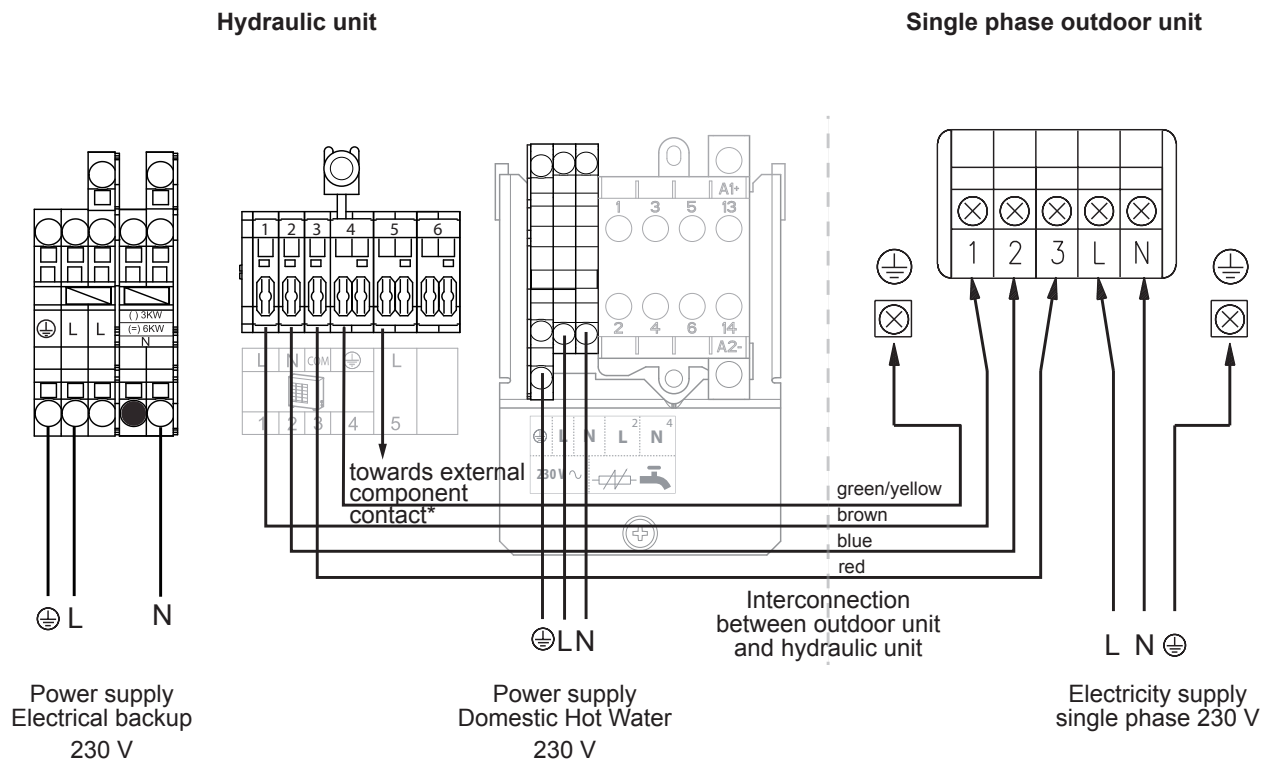 Hydraulic unit
Single phase outdoor unit
A1+
1 3 5 13
2 4 6 14
A2-
1 2 3 4 5 6
L N COM L
1 2 3 4 5
L L
( ) 3KW
(=) 6KW
N
1 2 3 L N
L N L 2 N 4
230 V ~
towards external
component
contact*
green/yellow
brown
blue
red
Interconnection
between outdoor unit
and hydraulic unit
L N
L N
L N
Power supply
Electrical backup
230 V
Power supply
Domestic Hot Water
230 V
Electricity supply
single phase 230 V